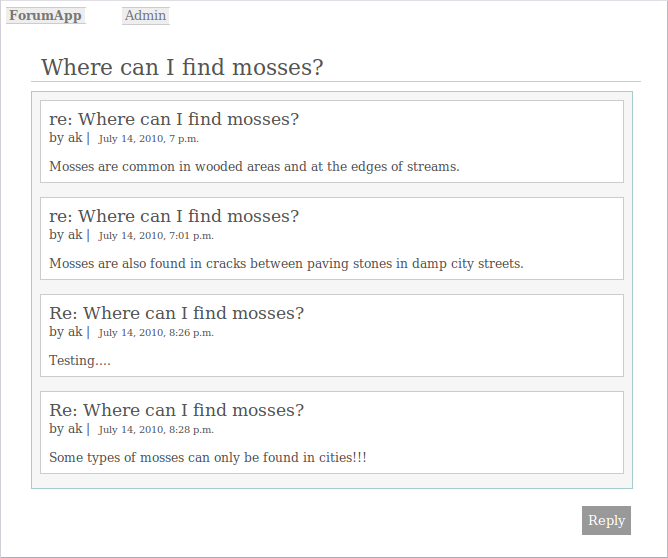 ForumApp Admin
Where can I find mosses?
re: Where can I find mosses?
by ak | July 14, 2010, 7 p.m.
Mosses are common in wooded areas and at the edges of streams.
re: Where can I find mosses?
by ak | July 14, 2010, 7:01 p.m.
Mosses are also found in cracks between paving stones in damp city streets.
Re: Where can I find mosses?
by ak | July 14, 2010, 8:26 p.m.
Testing....
Re: Where can I find mosses?
by ak | July 14, 2010, 8:28 p.m.
Some types of mosses can only be found in cities!!!
Reply